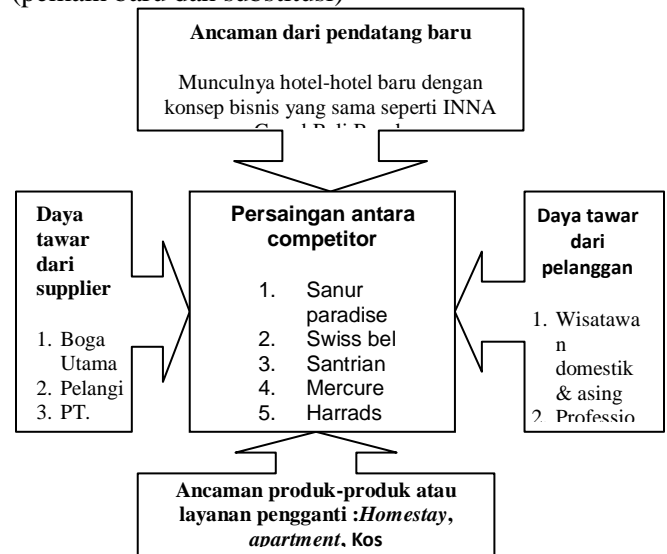 (pemain baru dan substitusi)
Ancaman dari pendatang baru
Munculnya hotel-hotel baru dengan
konsep bisnis yang sama seperti INNA
Daya
tawar
dari
supplier
1. Boga
Utama
2. Pelangi
3. PT.
Persaingan antara
competitor
1. Sanur
paradise
2. Swiss bel
3. Santrian
4. Mercure
5. Harrads
Daya tawar
dari
pelanggan
1. Wisatawa
n
domestik
& asing
2. Professio
Ancaman produk-produk atau
layanan pengganti :Homestay,
apartment, Kos